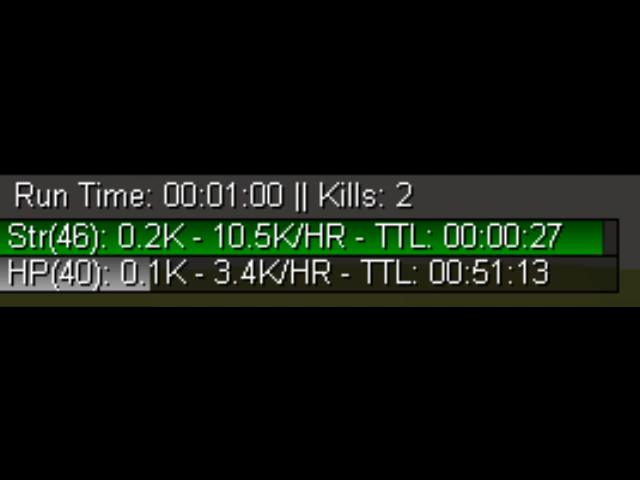 Run Time: 00:01:00 || Kills: 2
Str(46): 0.2K - 10.5K/HR - TTL: 00:00:27
HP(40): 0.1K - 3.4K/HR - TTL: 00:51:13